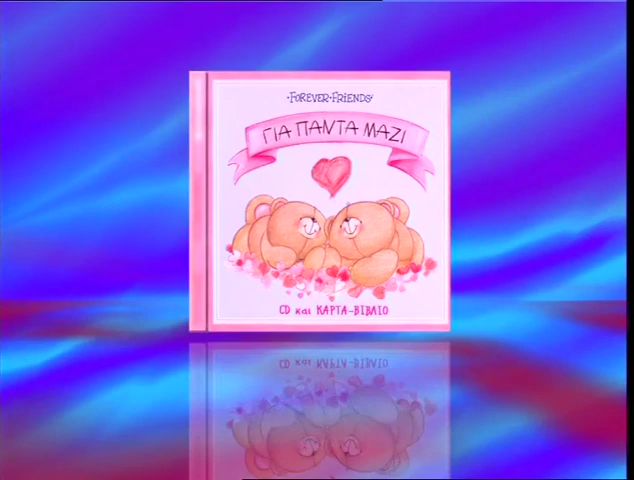 ·FOREVER·FRIENDS·
ΓΙΑ ΠΑΝΤΑ ΜΑΖΙ
CD και ΚΑΡΤΑ-ΒΙΒΛΙΟ